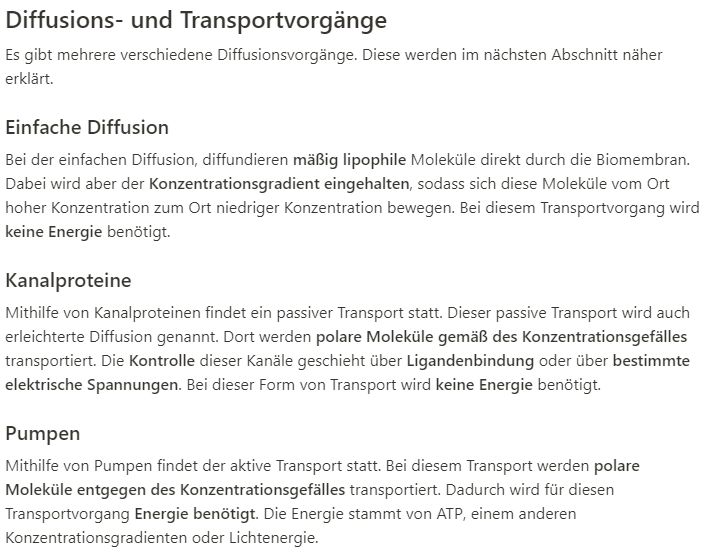 Diffusions- und Transportvorgänge
Es gibt mehrere verschiedene Diffusionsvorgänge. Diese werden im nächsten Abschnitt näher
erklärt.
Einfache Diffusion
Bei der einfachen Diffusion, diffundieren mäßig lipophile Moleküle direkt durch die Biomembran.
Dabei wird aber der Konzentrationsgradient eingehalten, sodass sich diese Moleküle vom Ort
hoher Konzentration zum Ort niedriger Konzentration bewegen. Bei diesem Transportvorgang wird
keine Energie benötigt.
Kanalproteine
Mithilfe von Kanalproteinen findet ein passiver Transport statt. Dieser passive Transport wird auch
erleichterte Diffusion genannt. Dort werden polare Moleküle gemäß des Konzentrationsgefälles
transportiert. Die Kontrolle dieser Kanäle geschieht über Ligandenbindung oder über bestimmte
elektrische Spannungen. Bei dieser Form von Transport wird keine Energie benötigt.
Pumpen
Mithilfe von Pumpen findet der aktive Transport statt. Bei diesem Transport werden polare
Moleküle entgegen des Konzentrationsgefälles transportiert. Dadurch wird für diesen
Transportvorgang Energie benötigt. Die Energie stammt von ATP, einem anderen
Konzentrationsgradienten oder Lichtenergie.